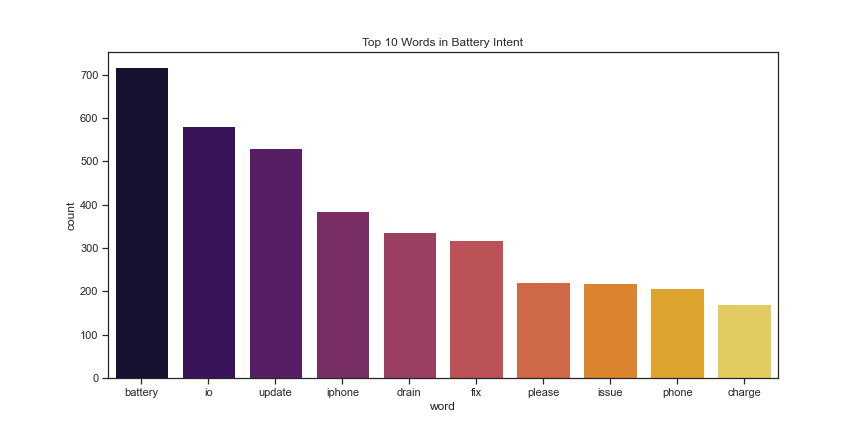 Top 10 Words in Battery Intent
700
600
500
400
300
200
100
0
count
battery io update iphone drain fix please issue phone charge
word